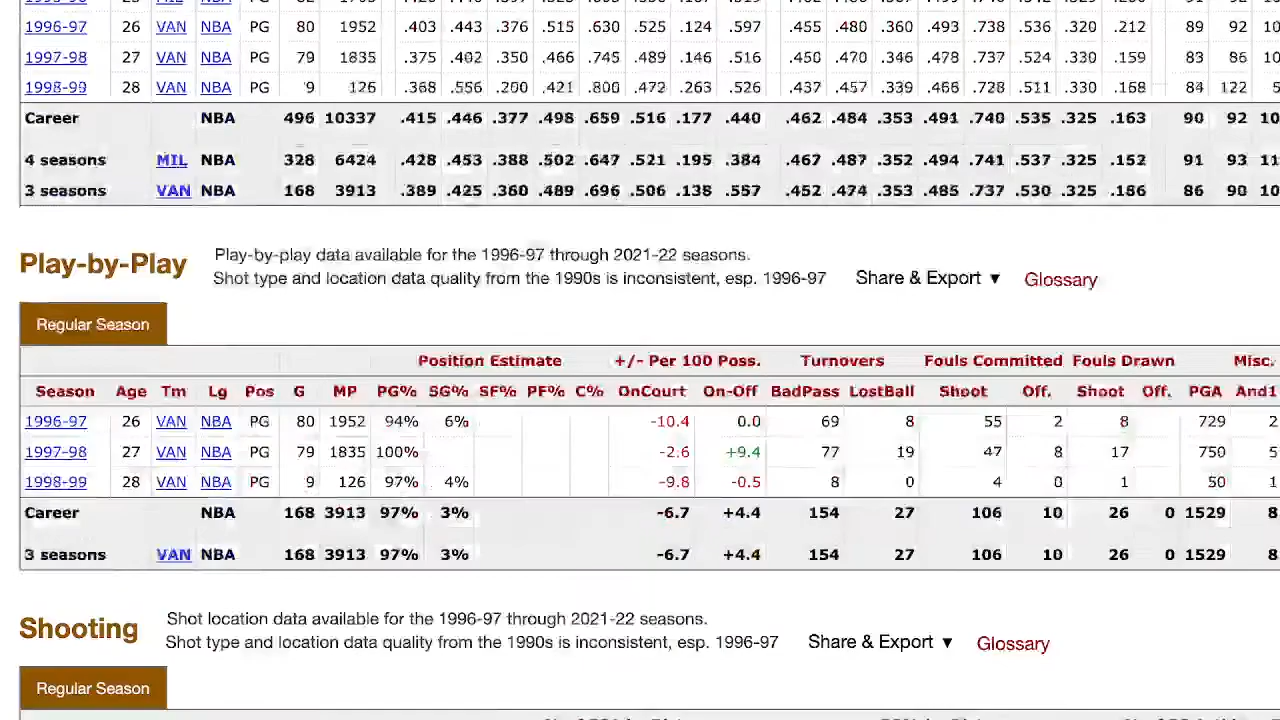 1996-97 26 VAN NBA PG 80 1952 .403 .443 .376 .515 .630 .525 .124 .597 .455 .480 .360 .493 .738 .536 .320 .212 89 92 10
1997-98 27 VAN NBA PG 79 1835 .375 .402 .350 .466 .745 .489 .146 .516 .450 .470 .346 .478 .737 .524 .330 .159 83 86 10
1998-99 28 VAN NBA PG 9 126 .368 .556 .200 .421 .800 .472 .263 .526 .437 .457 .339 .466 .728 .511 .330 .168 84 122 5
Career NBA 496 10337 .415 .446 .377 .498 .659 .516 .177 .440 .462 .484 .353 .491 .740 .535 .325 .163 90 92 10
4 seasons MIL NBA 328 6424 .428 .453 .388 .502 .647 .521 .195 .384 .467 .487 .352 .494 .741 .537 .325 .152 91 93 11
3 seasons VAN NBA 168 3913 .389 .425 .360 .489 .696 .506 .138 .557 .452 .474 .353 .485 .737 .530 .325 .186 86 90 10
Play-by-Play Play-by-play data available for the 1996-97 through 2021-22 seasons.
Shot type and location data quality from the 1990s is inconsistent, esp. 1996-97 Share & Export ▼ Glossary
Regular Season
Position Estimate +/- Per 100 Poss. Turnovers Fouls Committed Fouls Drawn Misc.
Season Age Tm Lg Pos G MP PG% SG% SF% PF% C% OnCourt On-Off BadPass LostBall Shoot Off. Shoot Off. PGA And1
1996-97 26 VAN NBA PG 80 1952 94% 6% -10.4 0.0 69 8 55 2 8 729 2
1997-98 27 VAN NBA PG 79 1835 100% -2.6 +9.4 77 19 47 8 17 750 5
1998-99 28 VAN NBA PG 9 126 97% 4% -9.8 -0.5 8 0 4 0 1 50 1
Career NBA 168 3913 97% 3% -6.7 +4.4 154 27 106 10 26 0 1529 8
3 seasons VAN NBA 168 3913 97% 3% -6.7 +4.4 154 27 106 10 26 0 1529 8
Shooting Shot location data available for the 1996-97 through 2021-22 seasons.
Shot type and location data quality from the 1990s is inconsistent, esp. 1996-97 Share & Export ▼ Glossary
Regular Season